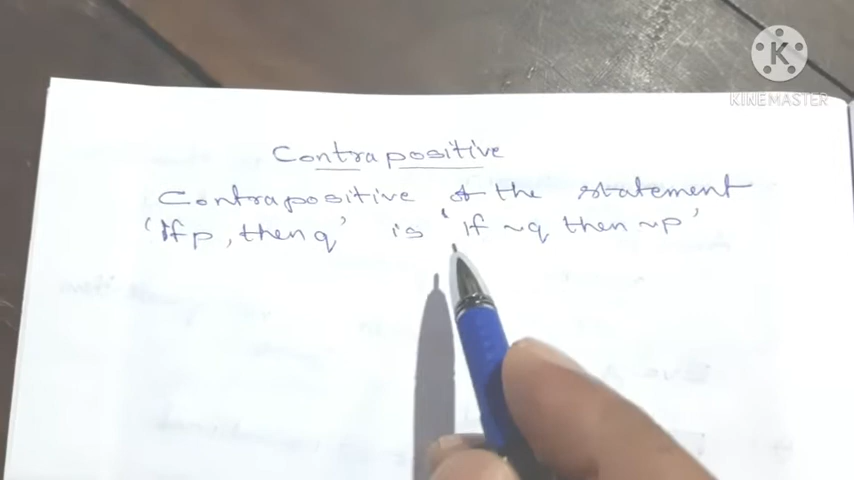 K
KINEMASTER
Contrapositive
Contrapositive of the statement
'If p, then q' is 'if ~q then ~p'